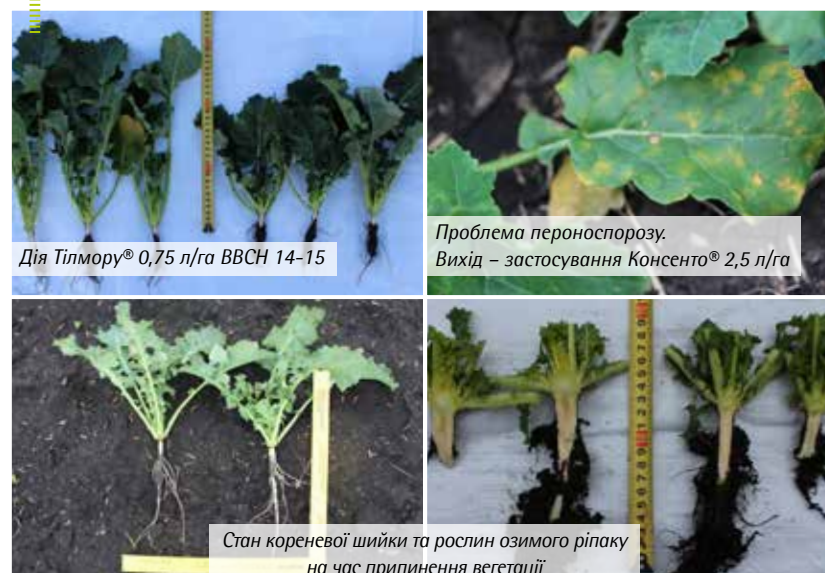 Дія Тілмору® 0,75 л/га ВВСН 14-15
Проблема пероноспорозу.
Вихід – застосування Консенто® 2,5 л/га
Стан кореневої шийки та рослин озимого ріпаку
на час припинення вегетації